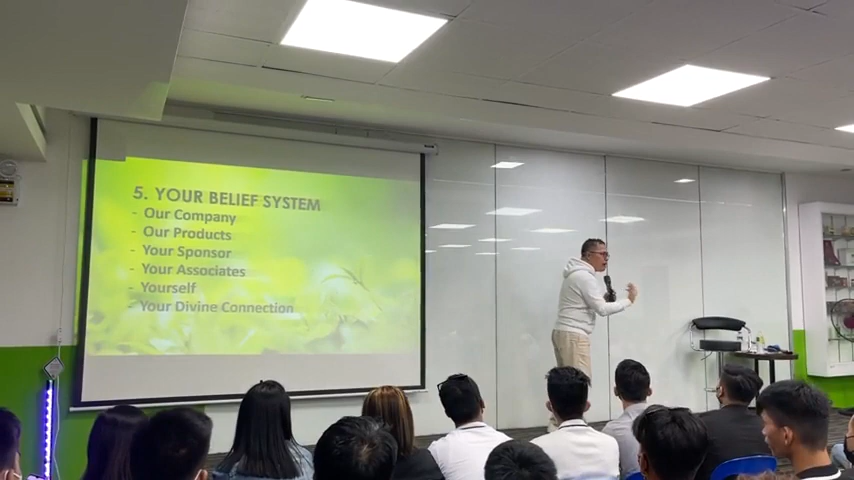 5. YOUR BELIEF SYSTEM
- Our Company
- Our Products
- Your Sponsor
- Your Associates
- Yourself
- Your Divine Connection